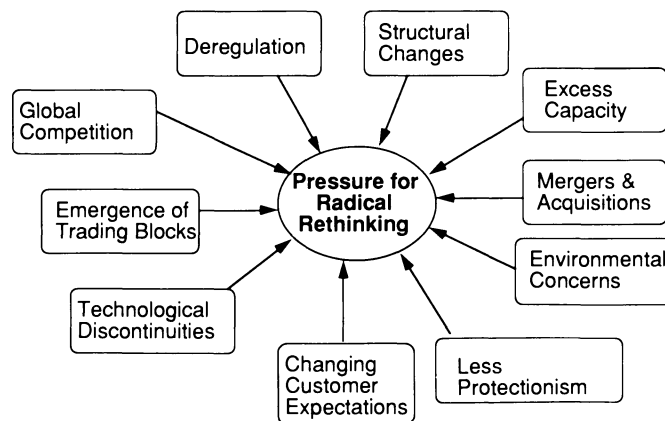 Deregulation
Structural
Changes
Global
Competition
Excess
Capacity
Pressure for
Radical
Rethinking
Emergence of
Trading Blocks
Mergers &
Acquisitions
Environmental
Concerns
Technological
Discontinuities
Changing
Customer
Expectations
Less
Protectionism